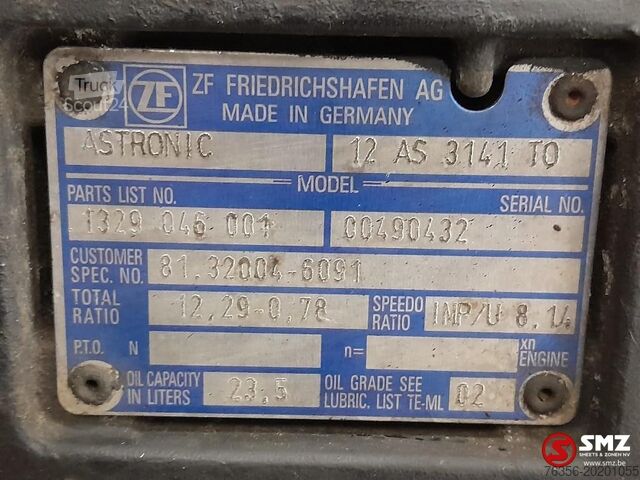 Truck
Scout24
ZF
ZF FRIEDRICHSHAFEN AG
MADE IN GERMANY
ASTRONIC 12 AS 3141 TO
MODEL
PARTS LIST NO. SERIAL NO.
1329 046 001 00490432
CUSTOMER
SPEC. NO. 81.32004-6091
TOTAL
RATIO 12,29-0,78 SPEEDO
RATIO IMP/U 8,14
P.T.O. N n= xn
ENGINE
OIL CAPACITY
IN LITERS 23,5 OIL GRADE SEE
LUBRIC. LIST TE-ML 02
SMZ
SMEETS & ZONEN NV
www.smz.be
76356-20201055